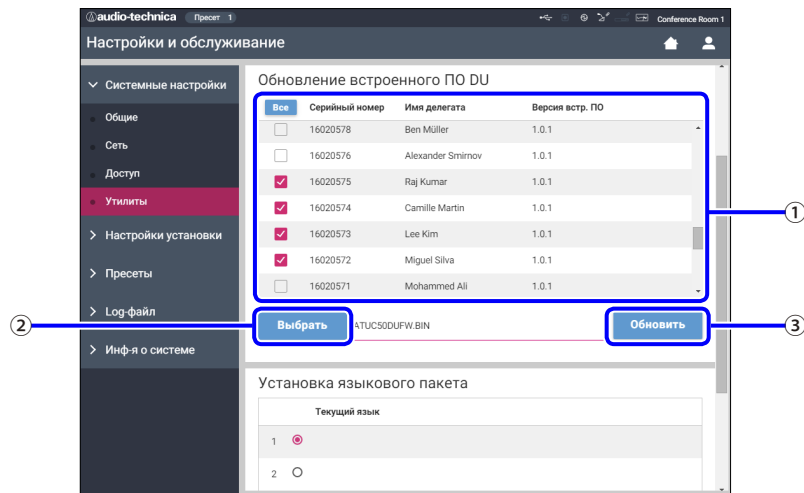 audio-technica Пресет 1 Conference Room 1
Настройки и обслуживание
Системные настройки
Общие
Сеть
Доступ
Утилиты
Настройки установки
Пресеты
Log-файл
Инф-я о системе
Обновление встроенного ПО DU
Все Серийный номер Имя делегата Версия встр. ПО
16020578 Ben Müller 1.0.1
16020576 Alexander Smirnov 1.0.1
16020575 Raj Kumar 1.0.1
16020574 Camille Martin 1.0.1
16020573 Lee Kim 1.0.1
16020572 Miguel Silva 1.0.1
16020571 Mohammed Ali 1.0.1
1
2 Выбрать ATUC50DUFW.BIN Обновить 3
Установка языкового пакета
Текущий язык
1
2